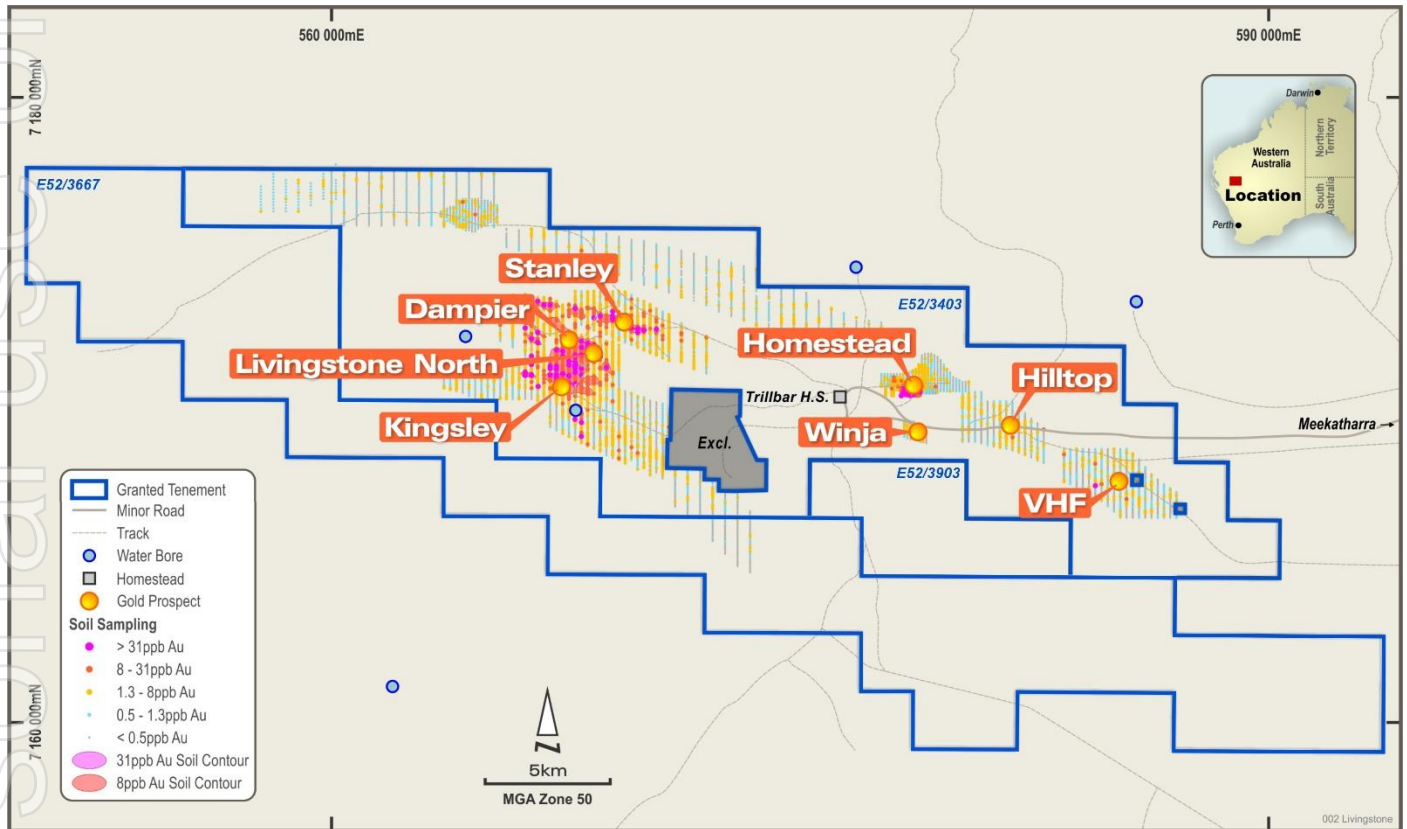 560 000mE
590 000mE
7 180 000mN
Darwin
Western
Australia
Northern
Territory
South
Australia
Location
Perth
E52/3667
Stanley
E52/3403
Dampier
Livingstone North
Homestead
Hilltop
Trillbar H.S.
Kingsley
Winja
Meekatharra
Excl.
E52/3903
VHF
Granted Tenement
Minor Road
Track
Water Bore
Homestead
Gold Prospect
Soil Sampling
> 31ppb Au
8 - 31ppb Au
1.3 - 8ppb Au
0.5 - 1.3ppb Au
< 0.5ppb Au
31ppb Au Soil Contour
8ppb Au Soil Contour
7 160 000mN
N
5km
MGA Zone 50
002 Livingstone